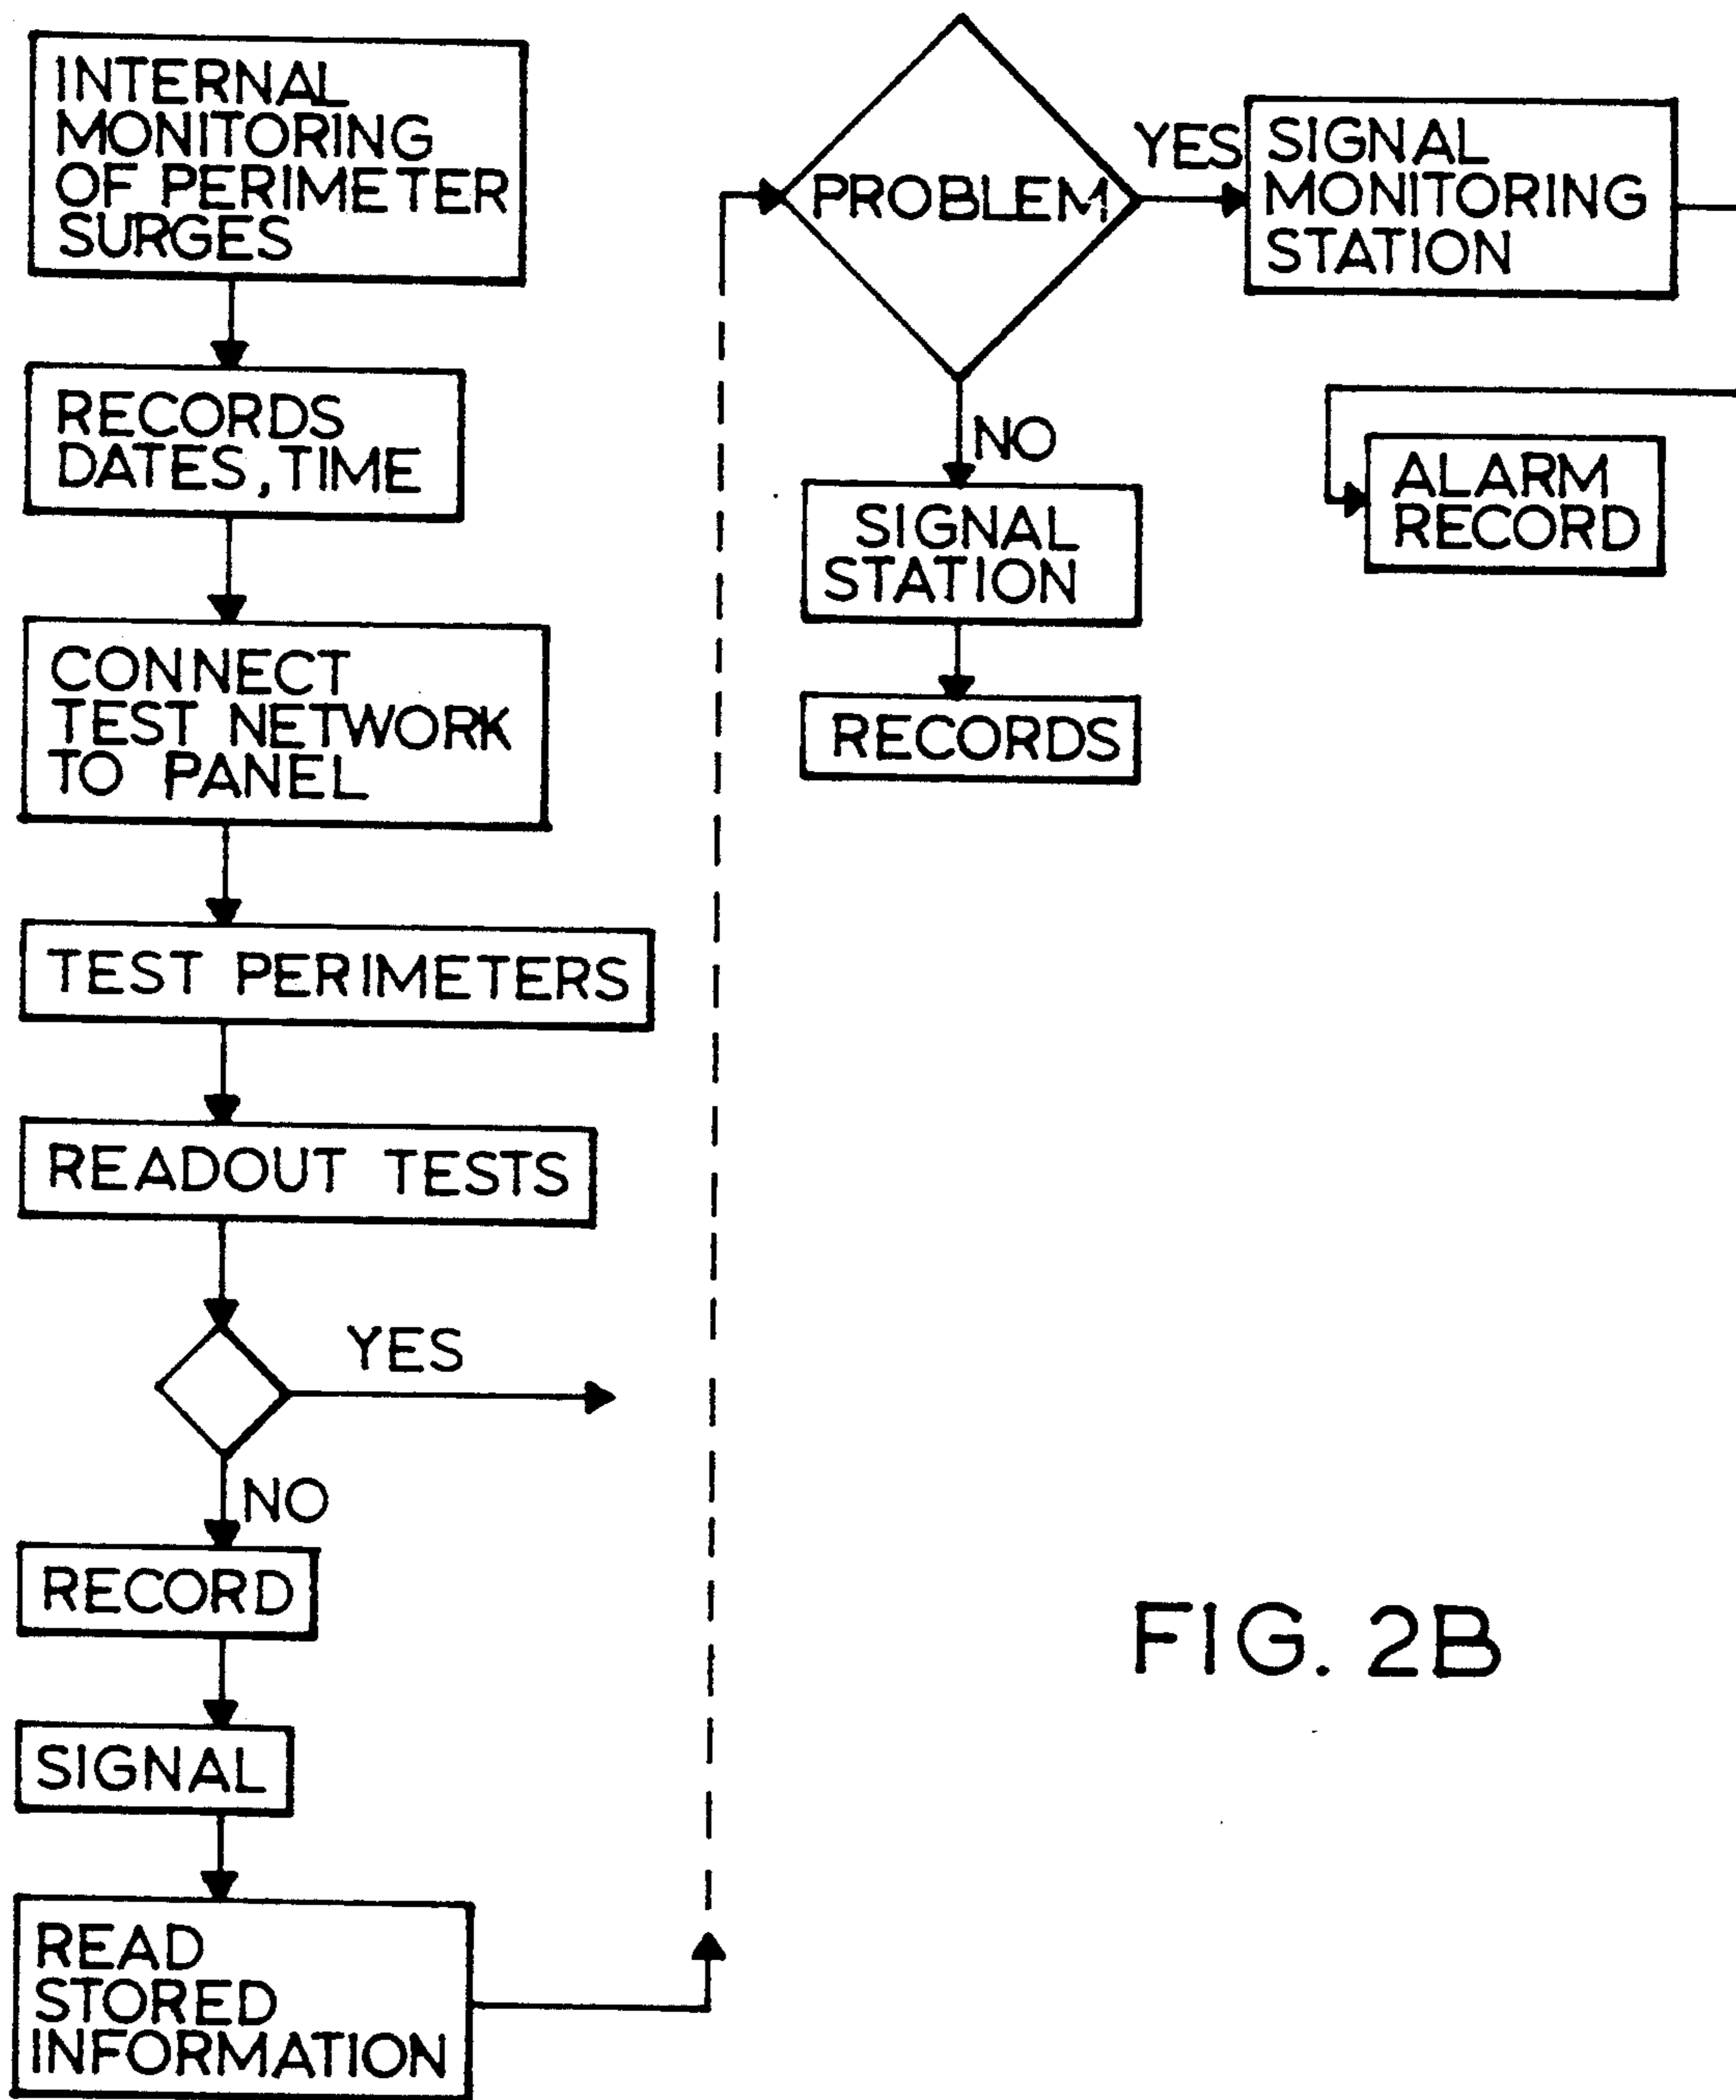 INTERNAL
MONITORING
OF PERIMETER
SURGES
RECORDS
DATES, TIME
CONNECT
TEST NETWORK
TO PANEL
TEST PERIMETERS
READOUT TESTS
YES
NO
RECORD
SIGNAL
READ
STORED
INFORMATION
PROBLEM
YES
SIGNAL
MONITORING
STATION
NO
SIGNAL
STATION
RECORDS
ALARM
RECORD
FIG. 2B